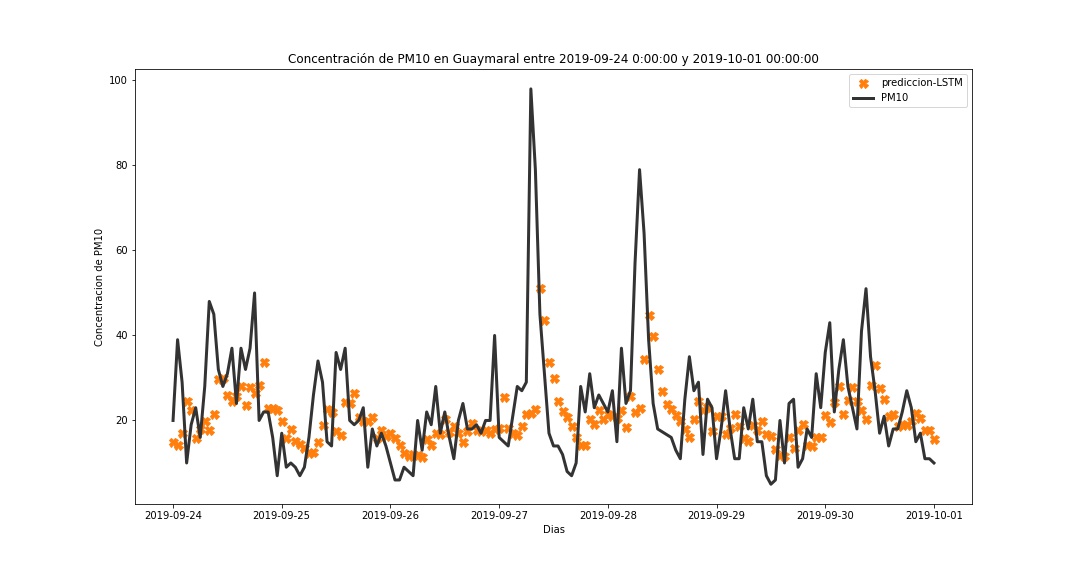 Concentración de PM10 en Guaymaral entre 2019-09-24 0:00:00 y 2019-10-01 00:00:00
prediccion-LSTM
PM10
100
80
60
40
20
Concentracion de PM10
2019-09-24 2019-09-25 2019-09-26 2019-09-27 2019-09-28 2019-09-29 2019-09-30 2019-10-01
Dias